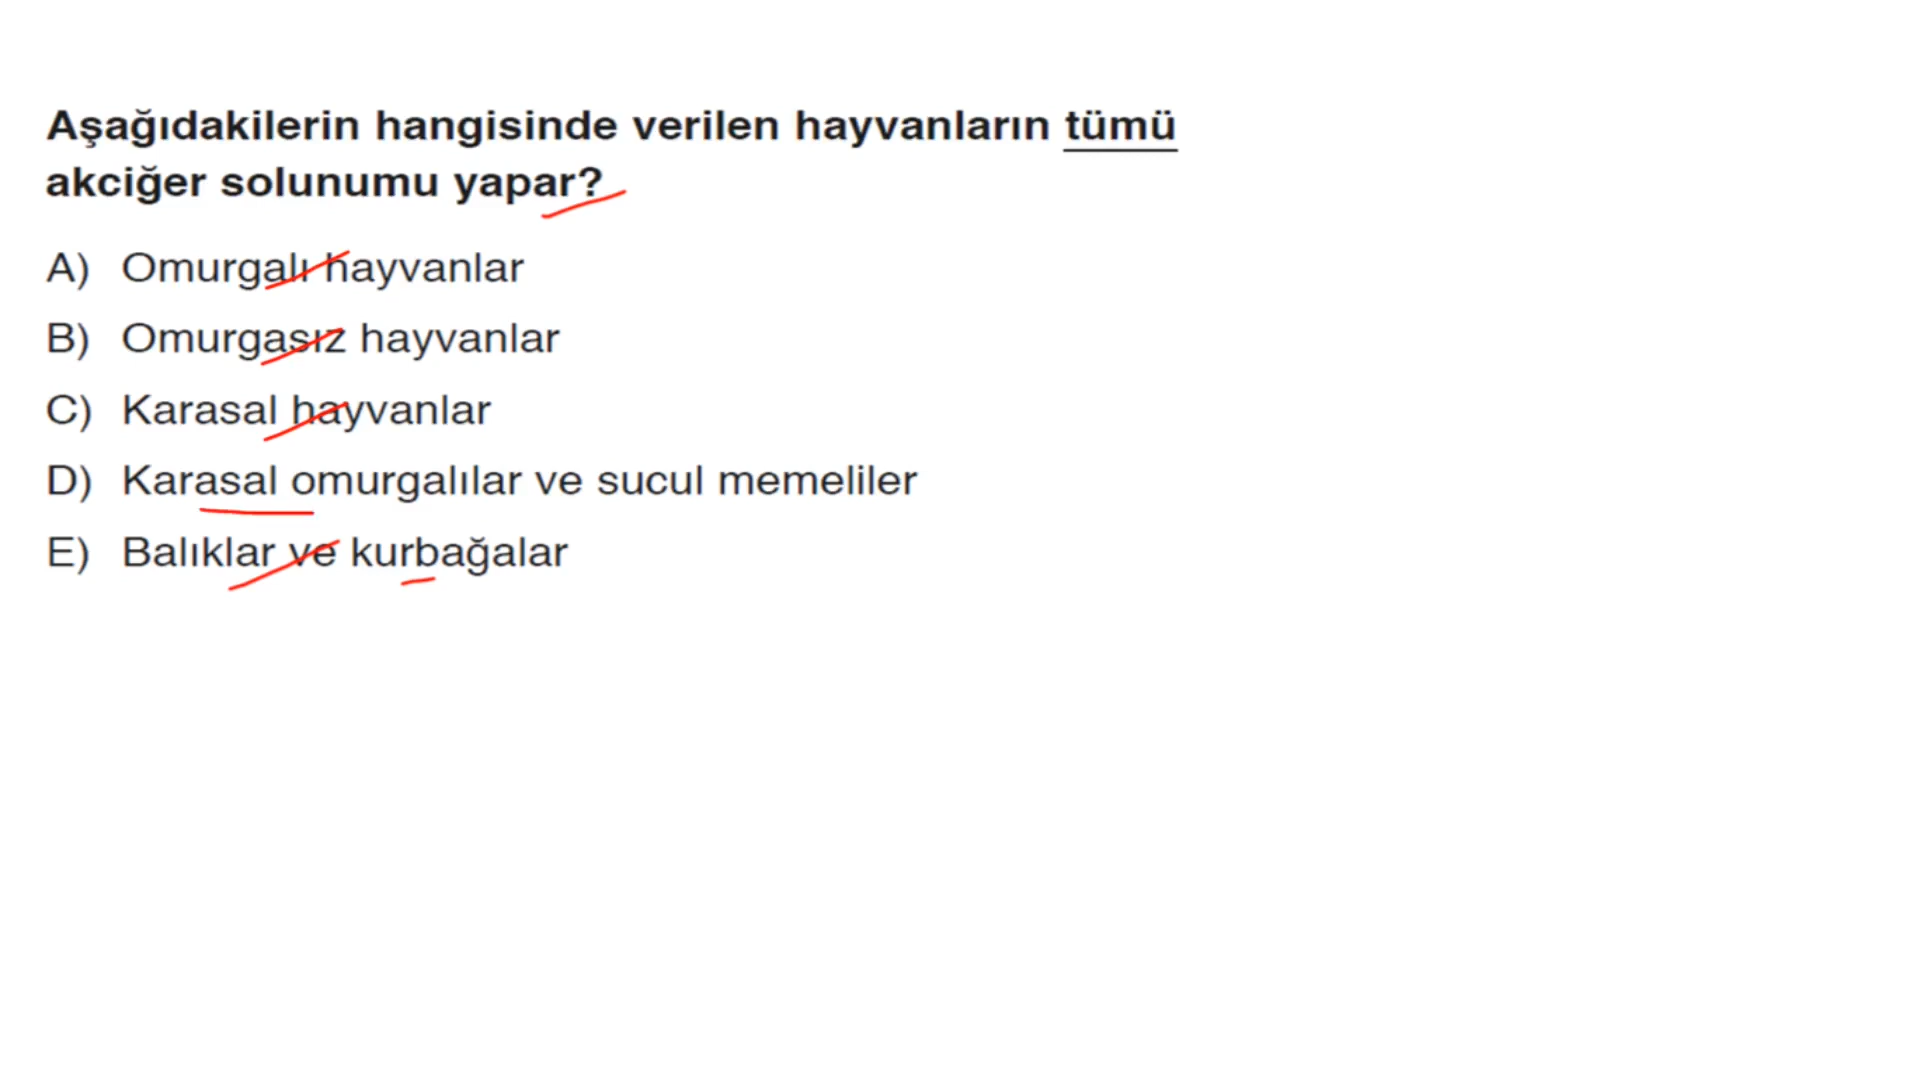 Aşağıdakilerin hangisinde verilen hayvanların tümü
akciğer solunumu yapar?
A) Omurgalı hayvanlar
B) Omurgasız hayvanlar
C) Karasal hayvanlar
D) Karasal omurgalılar ve sucul memeliler
E) Balıklar ve kurbağalar